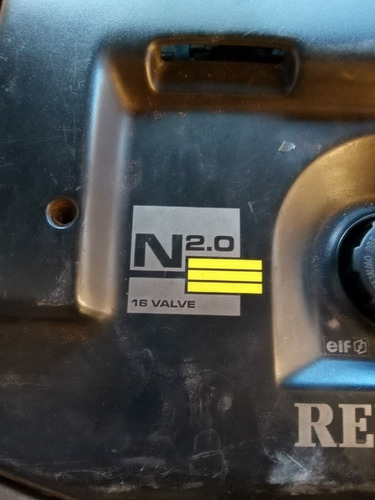 N2.0
16 VALVE
elf
RE